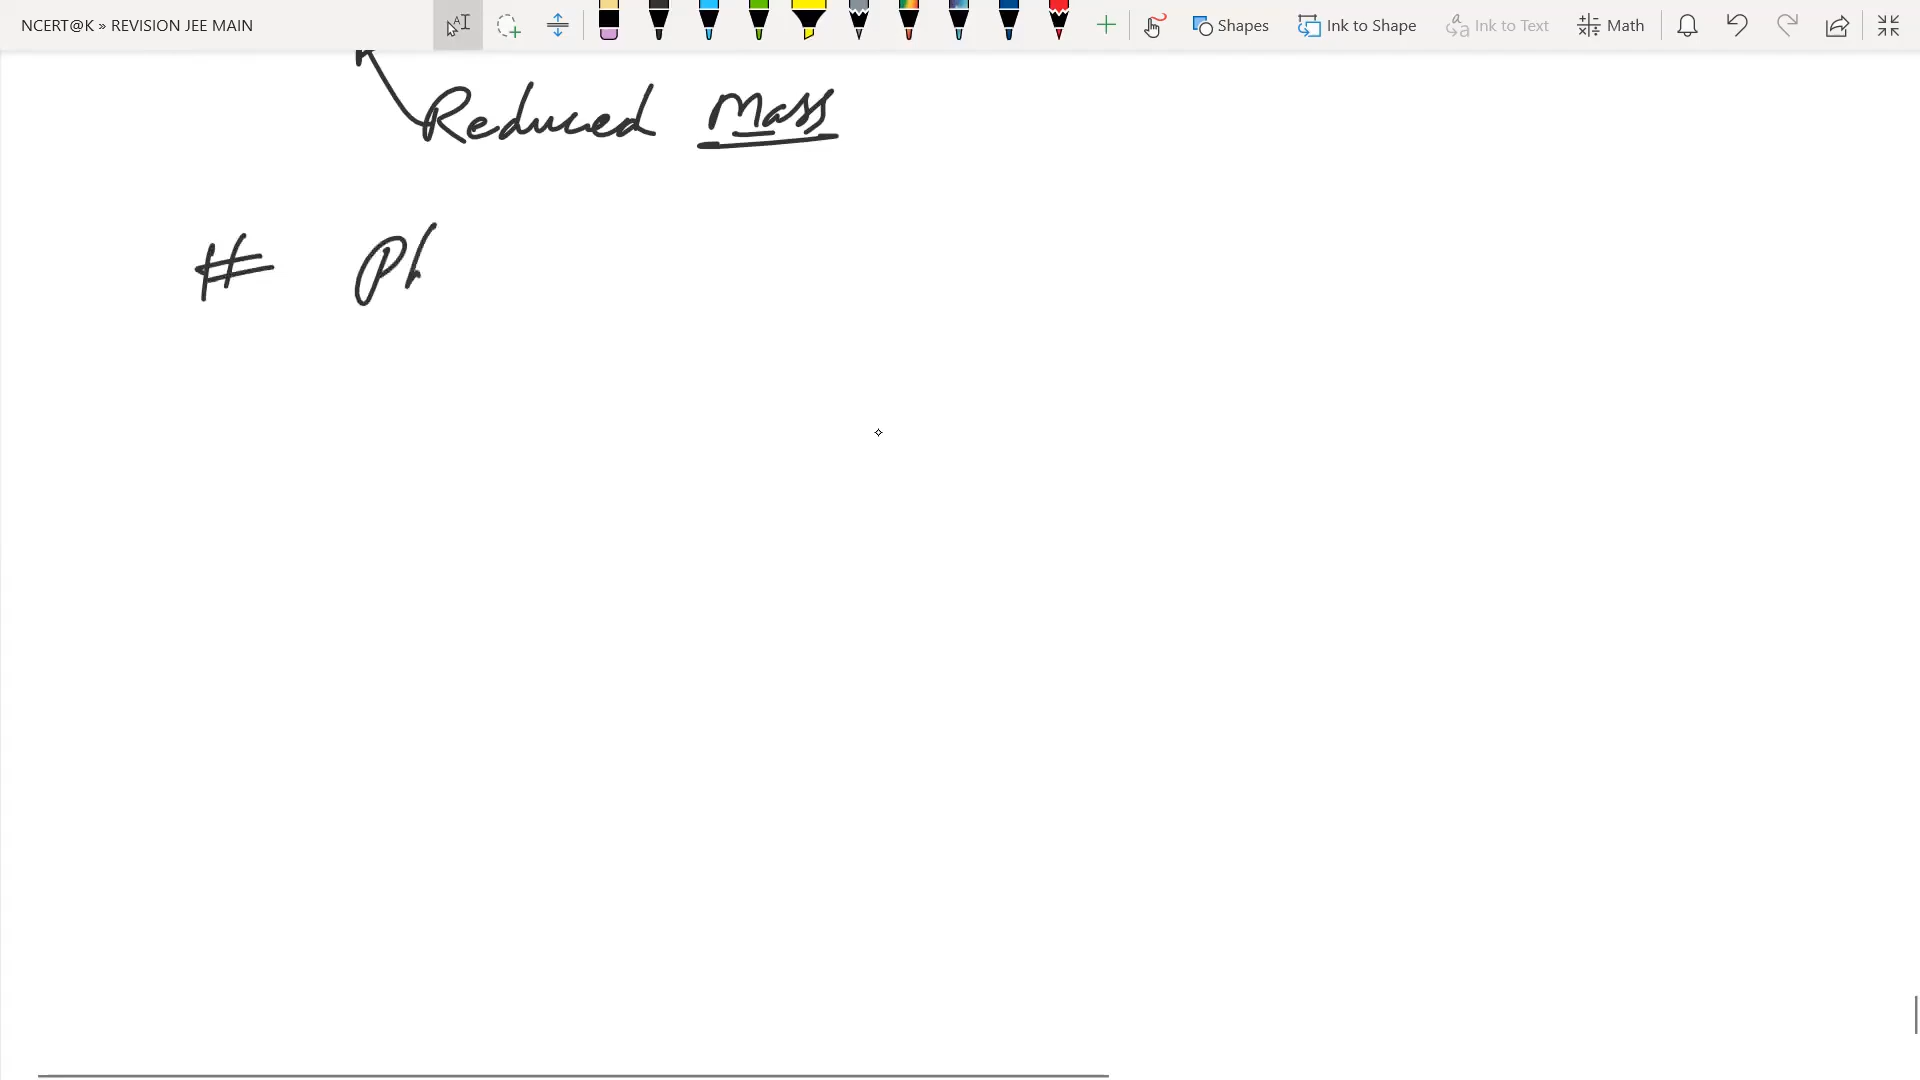 NCERT@K » REVISION JEE MAIN Shapes Ink to Shape Ink to Text Math
Reduced Mass
# Ph